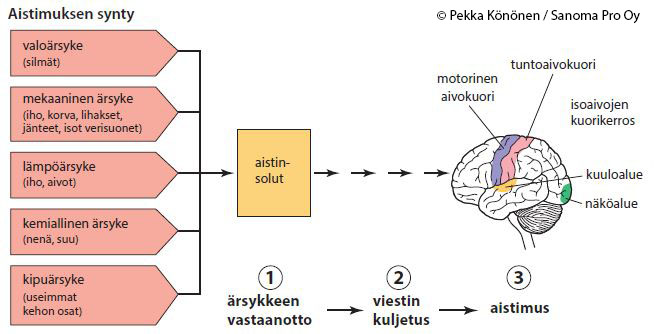 Aistimuksen synty
© Pekka Könönen / Sanoma Pro Oy
valoärsyke
(silmät)
mekaaninen ärsyke
(iho, korva, lihakset,
jänteet, isot verisuonet)
lämpöärsyke
(iho, aivot)
kemiallinen ärsyke
(nenä, suu)
kipuärsyke
(useimmat
kehon osat)
aistin-
solut
motorinen
aivokuori
tuntoaivokuori
isoaivojen
kuorikerros
kuuloalue
näköalue
1
ärsykkeen
vastaanotto
2
viestin
kuljetus
3
aistimus